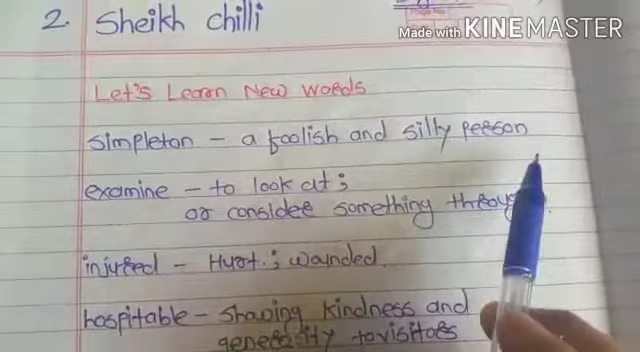 Made with KINEMASTER
2. Sheikh chilli
Let's Learn New Words
Simpleton - a foolish and silly person
examine - to look at;
or consider something
injured - Hurt; wounded.
hospitable - Showing kindness and
generosity to visitors